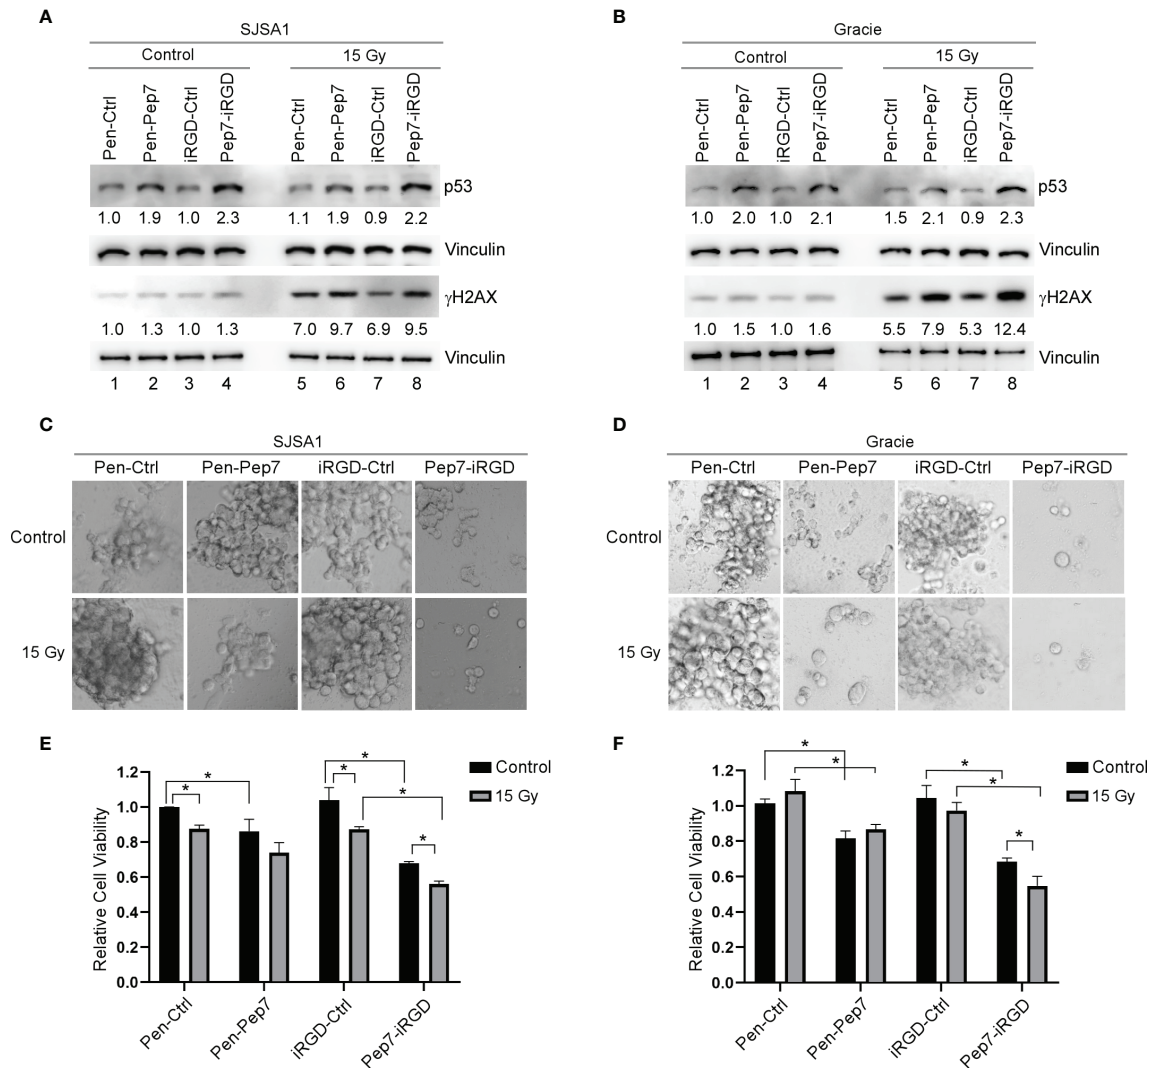 A
SJSA1
Control
15 Gy
Pen-Ctrl
Pen-Pep7
iRGD-Ctrl
Pep7-iRGD
Pen-Ctrl
Pen-Pep7
iRGD-Ctrl
Pep7-iRGD
p53
1.0 1.9 1.0 2.3 1.1 1.9 0.9 2.2
Vinculin
γH2AX
1.0 1.3 1.0 1.3 7.0 9.7 6.9 9.5
Vinculin
1 2 3 4 5 6 7 8
B
Gracie
Control
15 Gy
Pen-Ctrl
Pen-Pep7
iRGD-Ctrl
Pep7-iRGD
Pen-Ctrl
Pen-Pep7
iRGD-Ctrl
Pep7-iRGD
p53
1.0 2.0 1.0 2.1 1.5 2.1 0.9 2.3
Vinculin
γH2AX
1.0 1.5 1.0 1.6 5.5 7.9 5.3 12.4
Vinculin
1 2 3 4 5 6 7 8
C
SJSA1
Pen-Ctrl Pen-Pep7 iRGD-Ctrl Pep7-iRGD
Control
15 Gy
D
Gracie
Pen-Ctrl Pen-Pep7 iRGD-Ctrl Pep7-iRGD
Control
15 Gy
E
Relative Cell Viability
1.2
1.0
0.8
0.6
0.4
0.2
0.0
* * * * * *
Control
15 Gy
Pen-Ctrl
Pen-Pep7
iRGD-Ctrl
Pep7-iRGD
F
Relative Cell Viability
1.2
1.0
0.8
0.6
0.4
0.2
0.0
* * * * *
Control
15 Gy
Pen-Ctrl
Pen-Pep7
iRGD-Ctrl
Pep7-iRGD